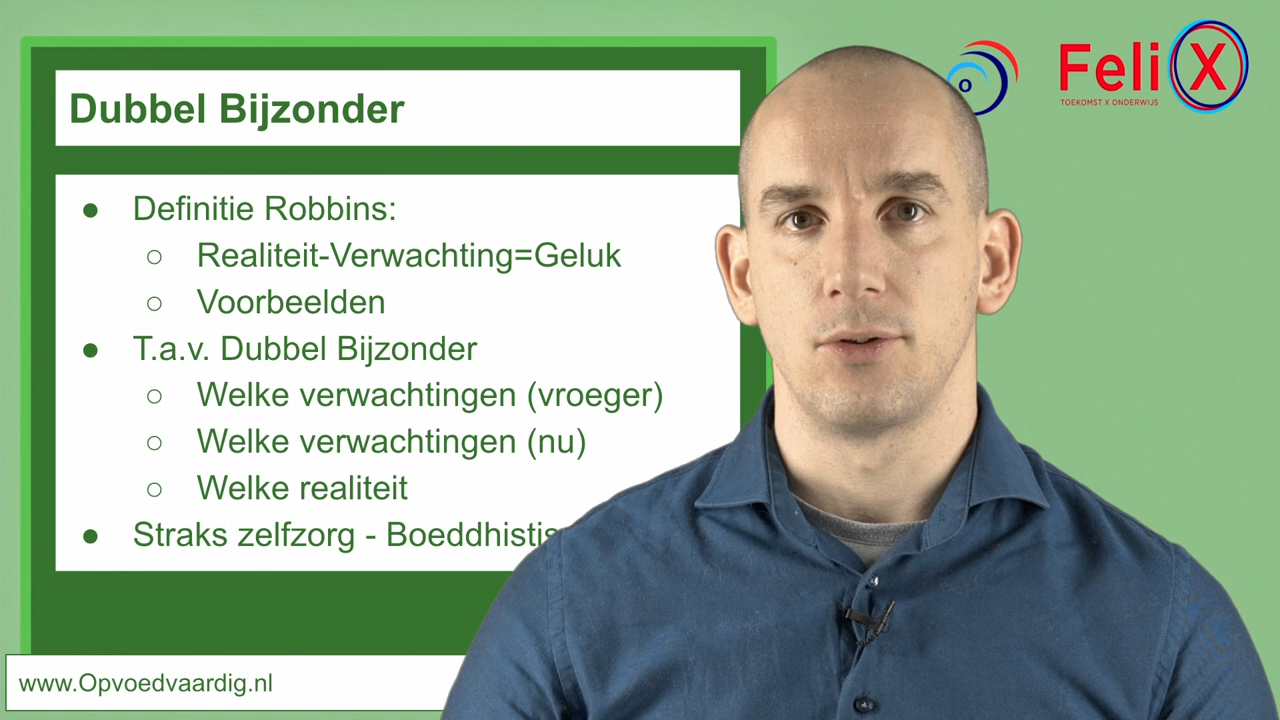 Dubbel Bijzonder
FeliX
TOEKOMST X ONDERWIJS
● Definitie Robbins:
○ Realiteit-Verwachting=Geluk
○ Voorbeelden
● T.a.v. Dubbel Bijzonder
○ Welke verwachtingen (vroeger)
○ Welke verwachtingen (nu)
○ Welke realiteit
● Straks zelfzorg - Boeddhistis
www.Opvoedvaardig.nl